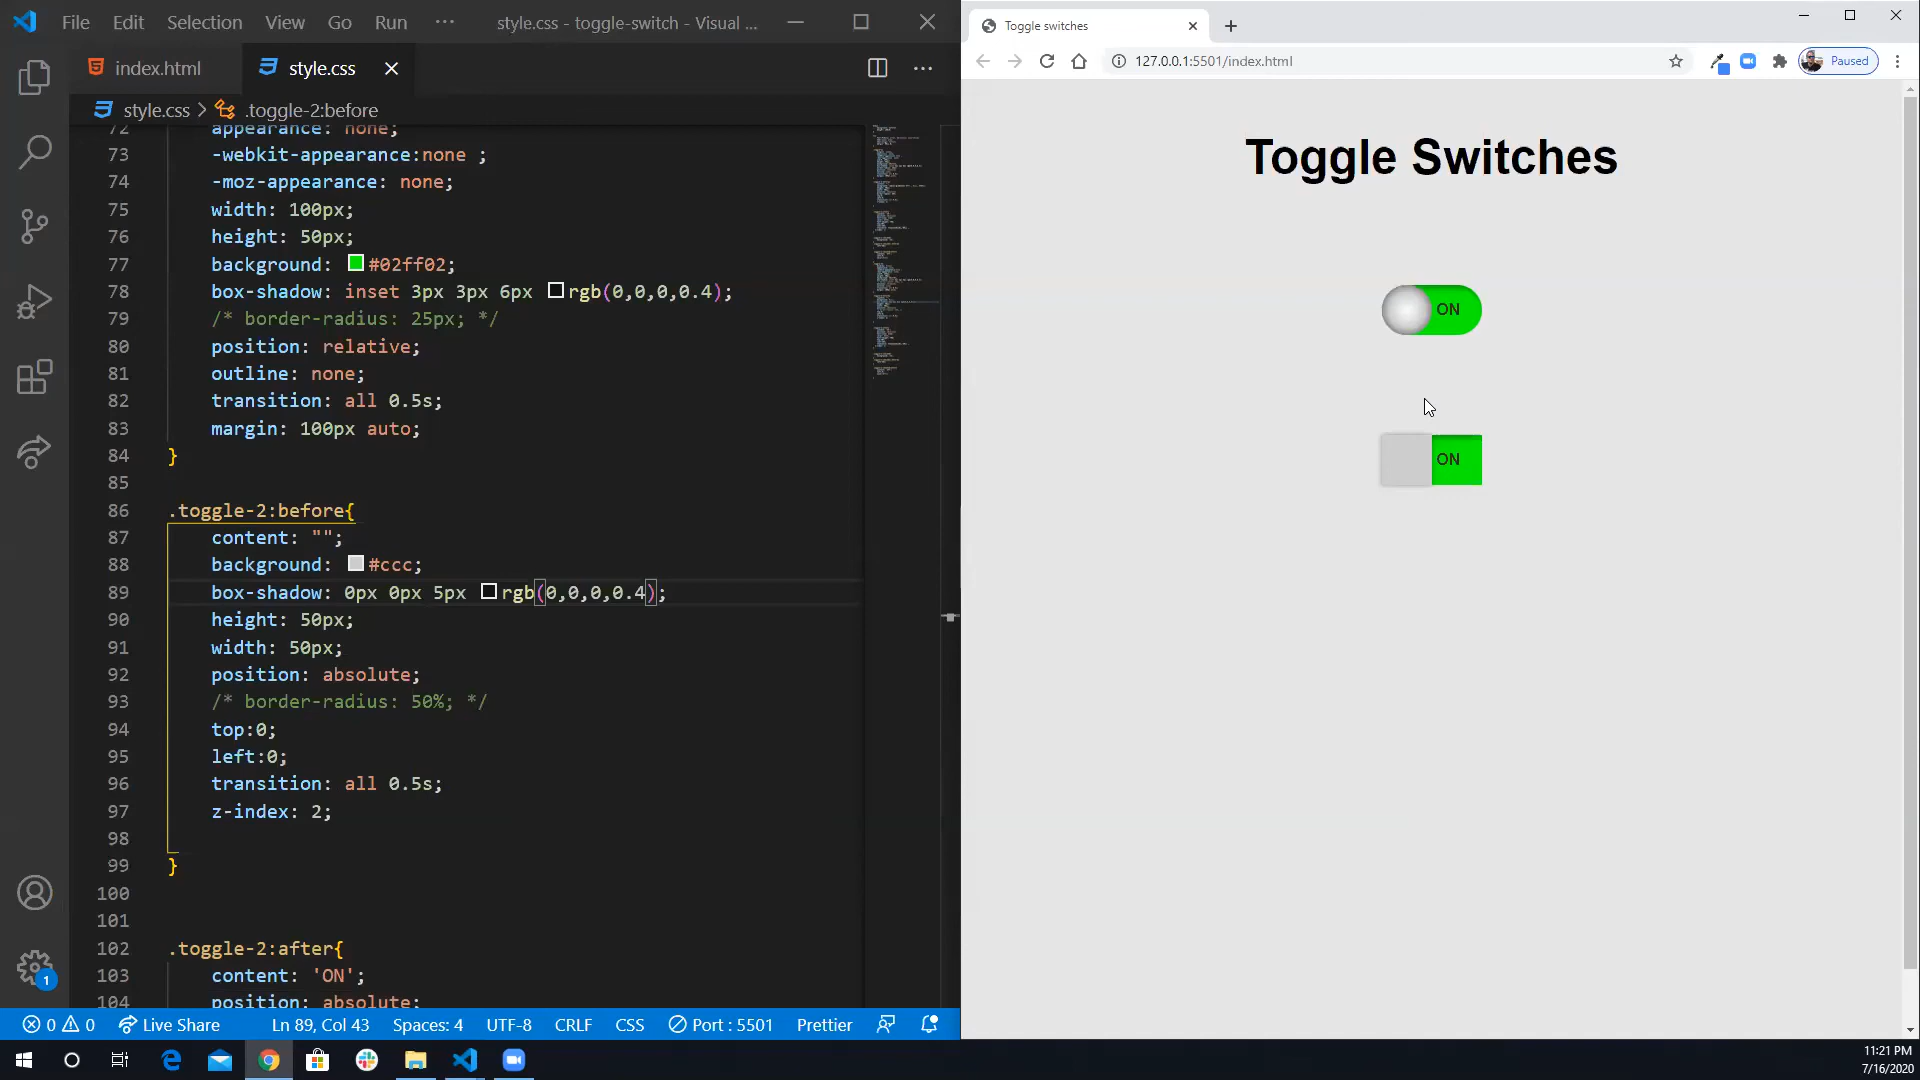 File Edit Selection View Go Run ··· style.css - toggle-switch - Visual ...
index.html style.css
style.css > .toggle-2:before
72 appearance: none;
73 -webkit-appearance:none ;
74 -moz-appearance: none;
75 width: 100px;
76 height: 50px;
77 background: #02ff02;
78 box-shadow: inset 3px 3px 6px rgb(0,0,0,0.4);
79 /* border-radius: 25px; */
80 position: relative;
81 outline: none;
82 transition: all 0.5s;
83 margin: 100px auto;
84 }
85
86 .toggle-2:before{
87 content: "";
88 background: #ccc;
89 box-shadow: 0px 0px 5px rgb(0,0,0,0.4);
90 height: 50px;
91 width: 50px;
92 position: absolute;
93 /* border-radius: 50%; */
94 top:0;
95 left:0;
96 transition: all 0.5s;
97 z-index: 2;
98
99 }
100
101
102 .toggle-2:after{
103 content: 'ON';
104 position: absolute;
1
0 0 Live Share Ln 89, Col 43 Spaces: 4 UTF-8 CRLF CSS Port : 5501 Prettier
Toggle switches
127.0.0.1:5501/index.html
Paused
Toggle Switches
ON
ON
11:21 PM
7/16/2020